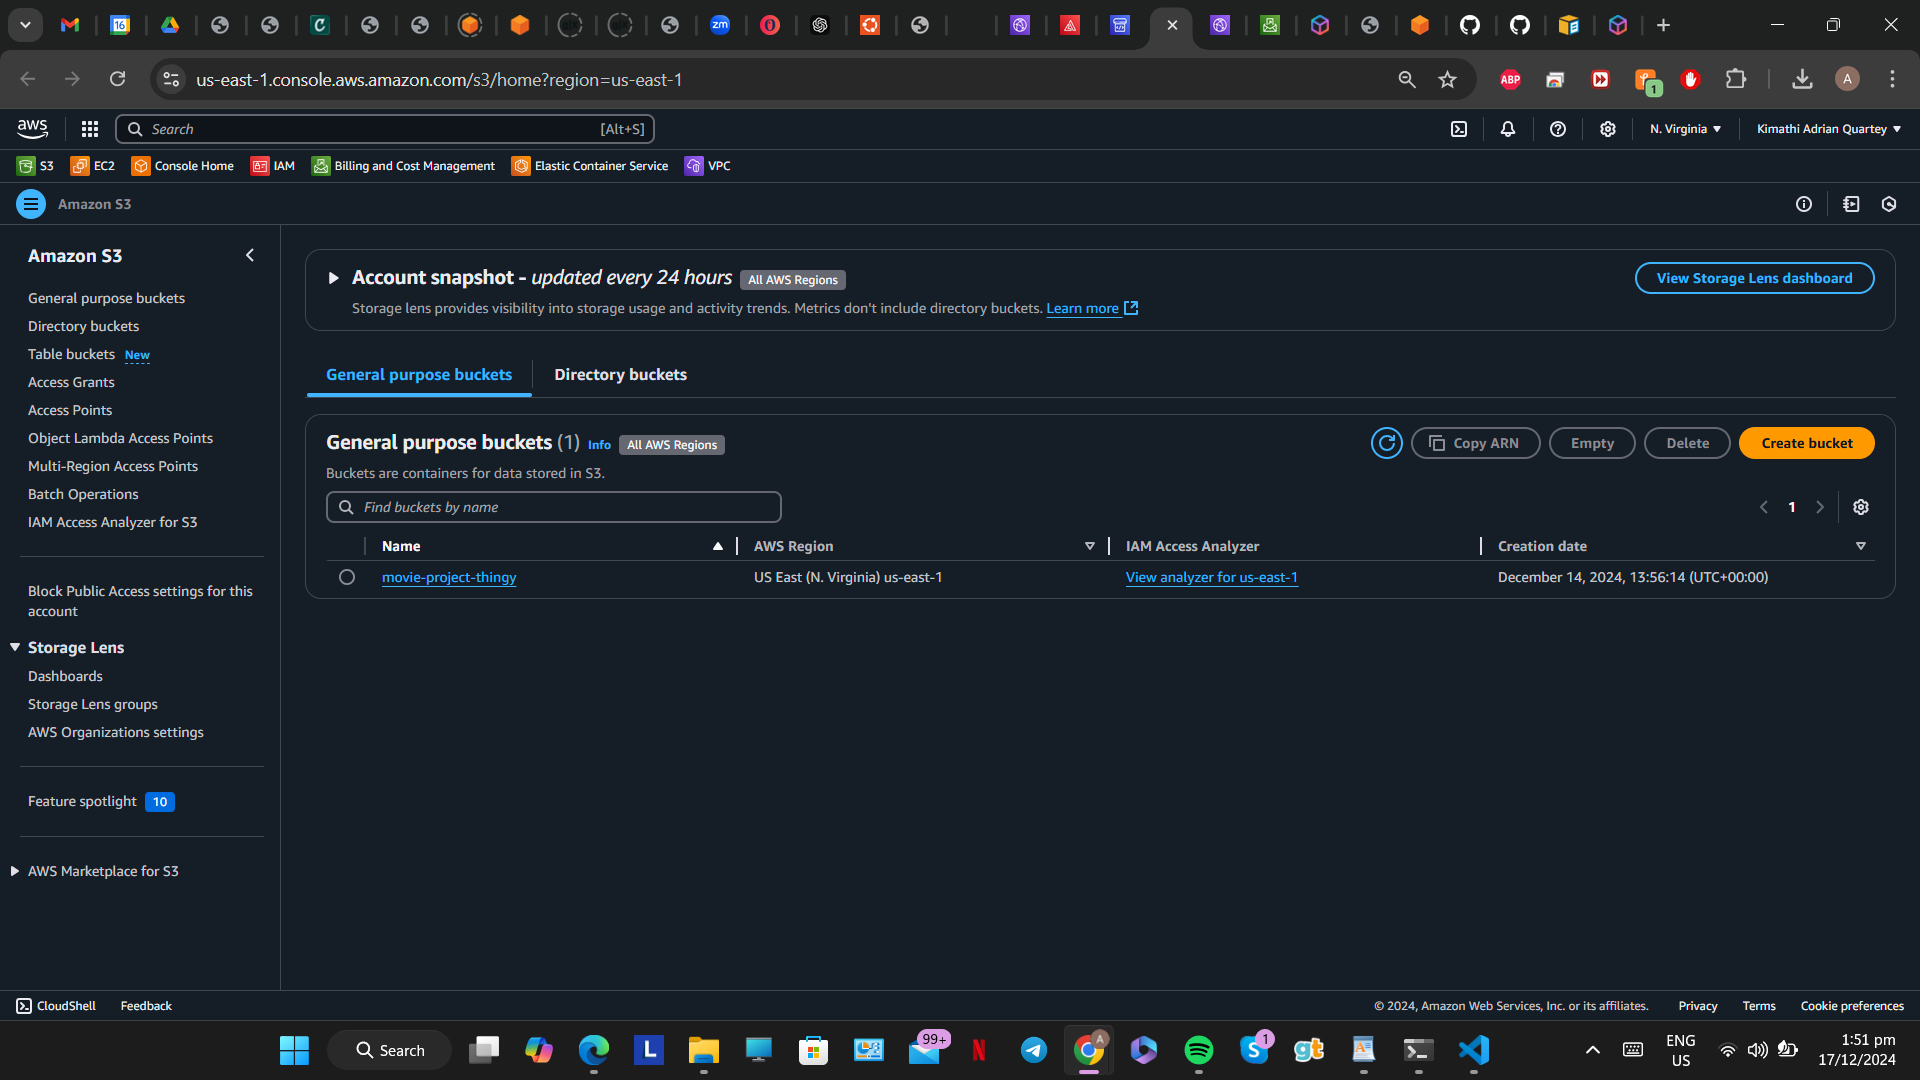 16
C
zm
us-east-1.console.aws.amazon.com/s3/home?region=us-east-1
ABP
1
A
aws
Search
[Alt+S]
N. Virginia
Kimathi Adrian Quartey
S3
EC2
Console Home
IAM
Billing and Cost Management
Elastic Container Service
VPC
Amazon S3
Amazon S3
General purpose buckets
Directory buckets
Table buckets New
Access Grants
Access Points
Object Lambda Access Points
Multi-Region Access Points
Batch Operations
IAM Access Analyzer for S3
Block Public Access settings for this
account
Storage Lens
Dashboards
Storage Lens groups
AWS Organizations settings
Feature spotlight 10
AWS Marketplace for S3
Account snapshot - updated every 24 hours All AWS Regions
Storage lens provides visibility into storage usage and activity trends. Metrics don't include directory buckets. Learn more
View Storage Lens dashboard
General purpose buckets
Directory buckets
General purpose buckets (1) Info All AWS Regions
Buckets are containers for data stored in S3.
Copy ARN
Empty
Delete
Create bucket
Find buckets by name
1
Name
AWS Region
IAM Access Analyzer
Creation date
movie-project-thingy
US East (N. Virginia) us-east-1
View analyzer for us-east-1
December 14, 2024, 13:56:14 (UTC+00:00)
CloudShell
Feedback
© 2024, Amazon Web Services, Inc. or its affiliates.
Privacy
Terms
Cookie preferences
Search
L
99+
N
A
S
1
gt
ENG
US
1:51 pm
17/12/2024